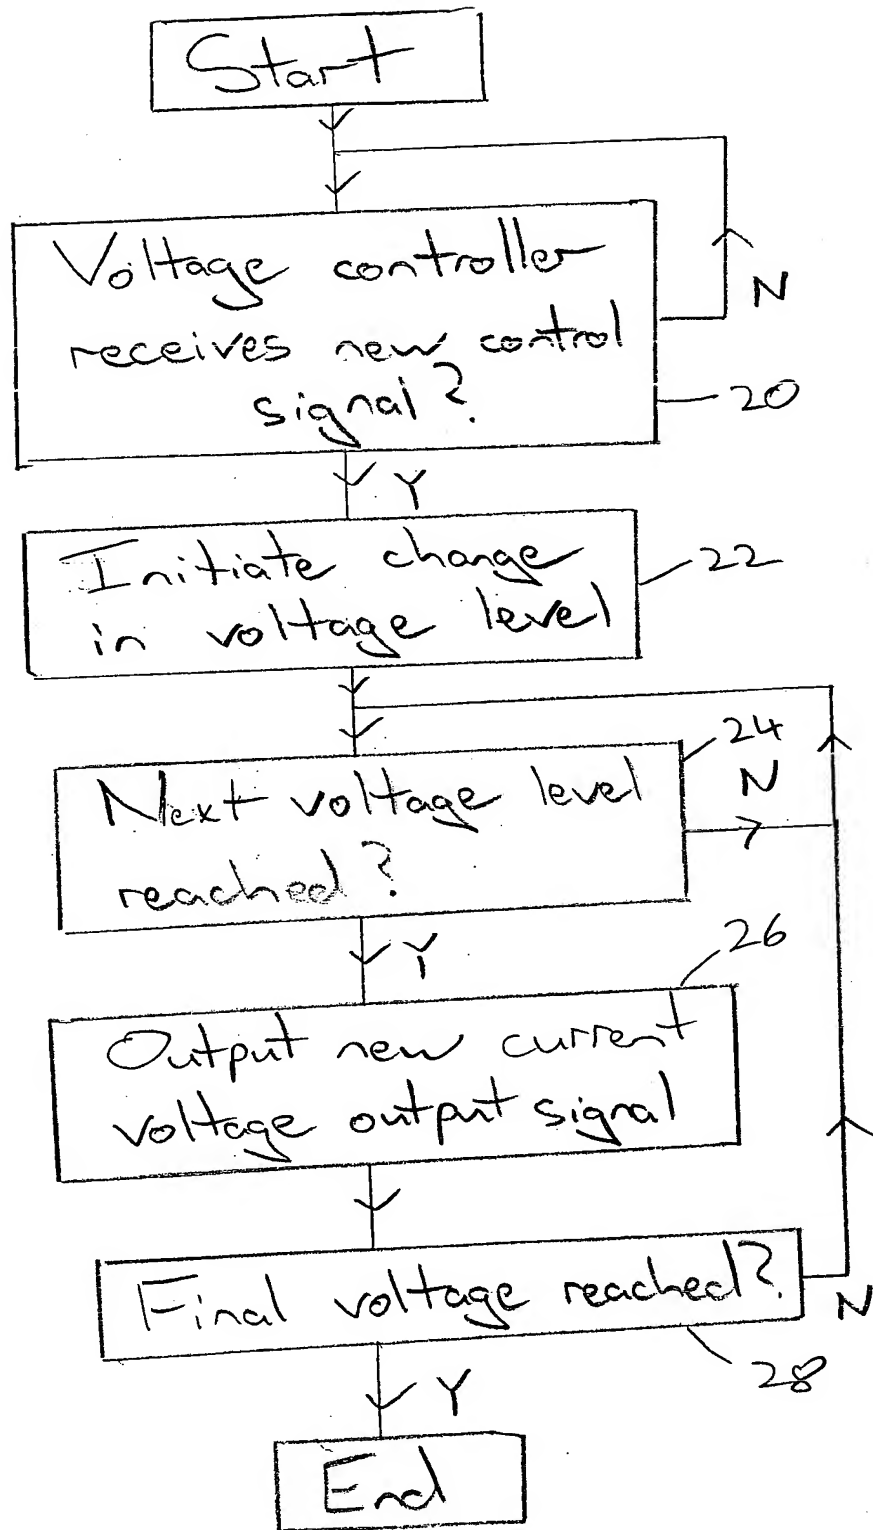 Start
Voltage controller
receives new control
signal?
N
20
Y
Initiate change
in voltage level
22
24
Next voltage level
reached?
N
Y
26
Output new current
voltage output signal
Final voltage reached?
N
28
Y
End